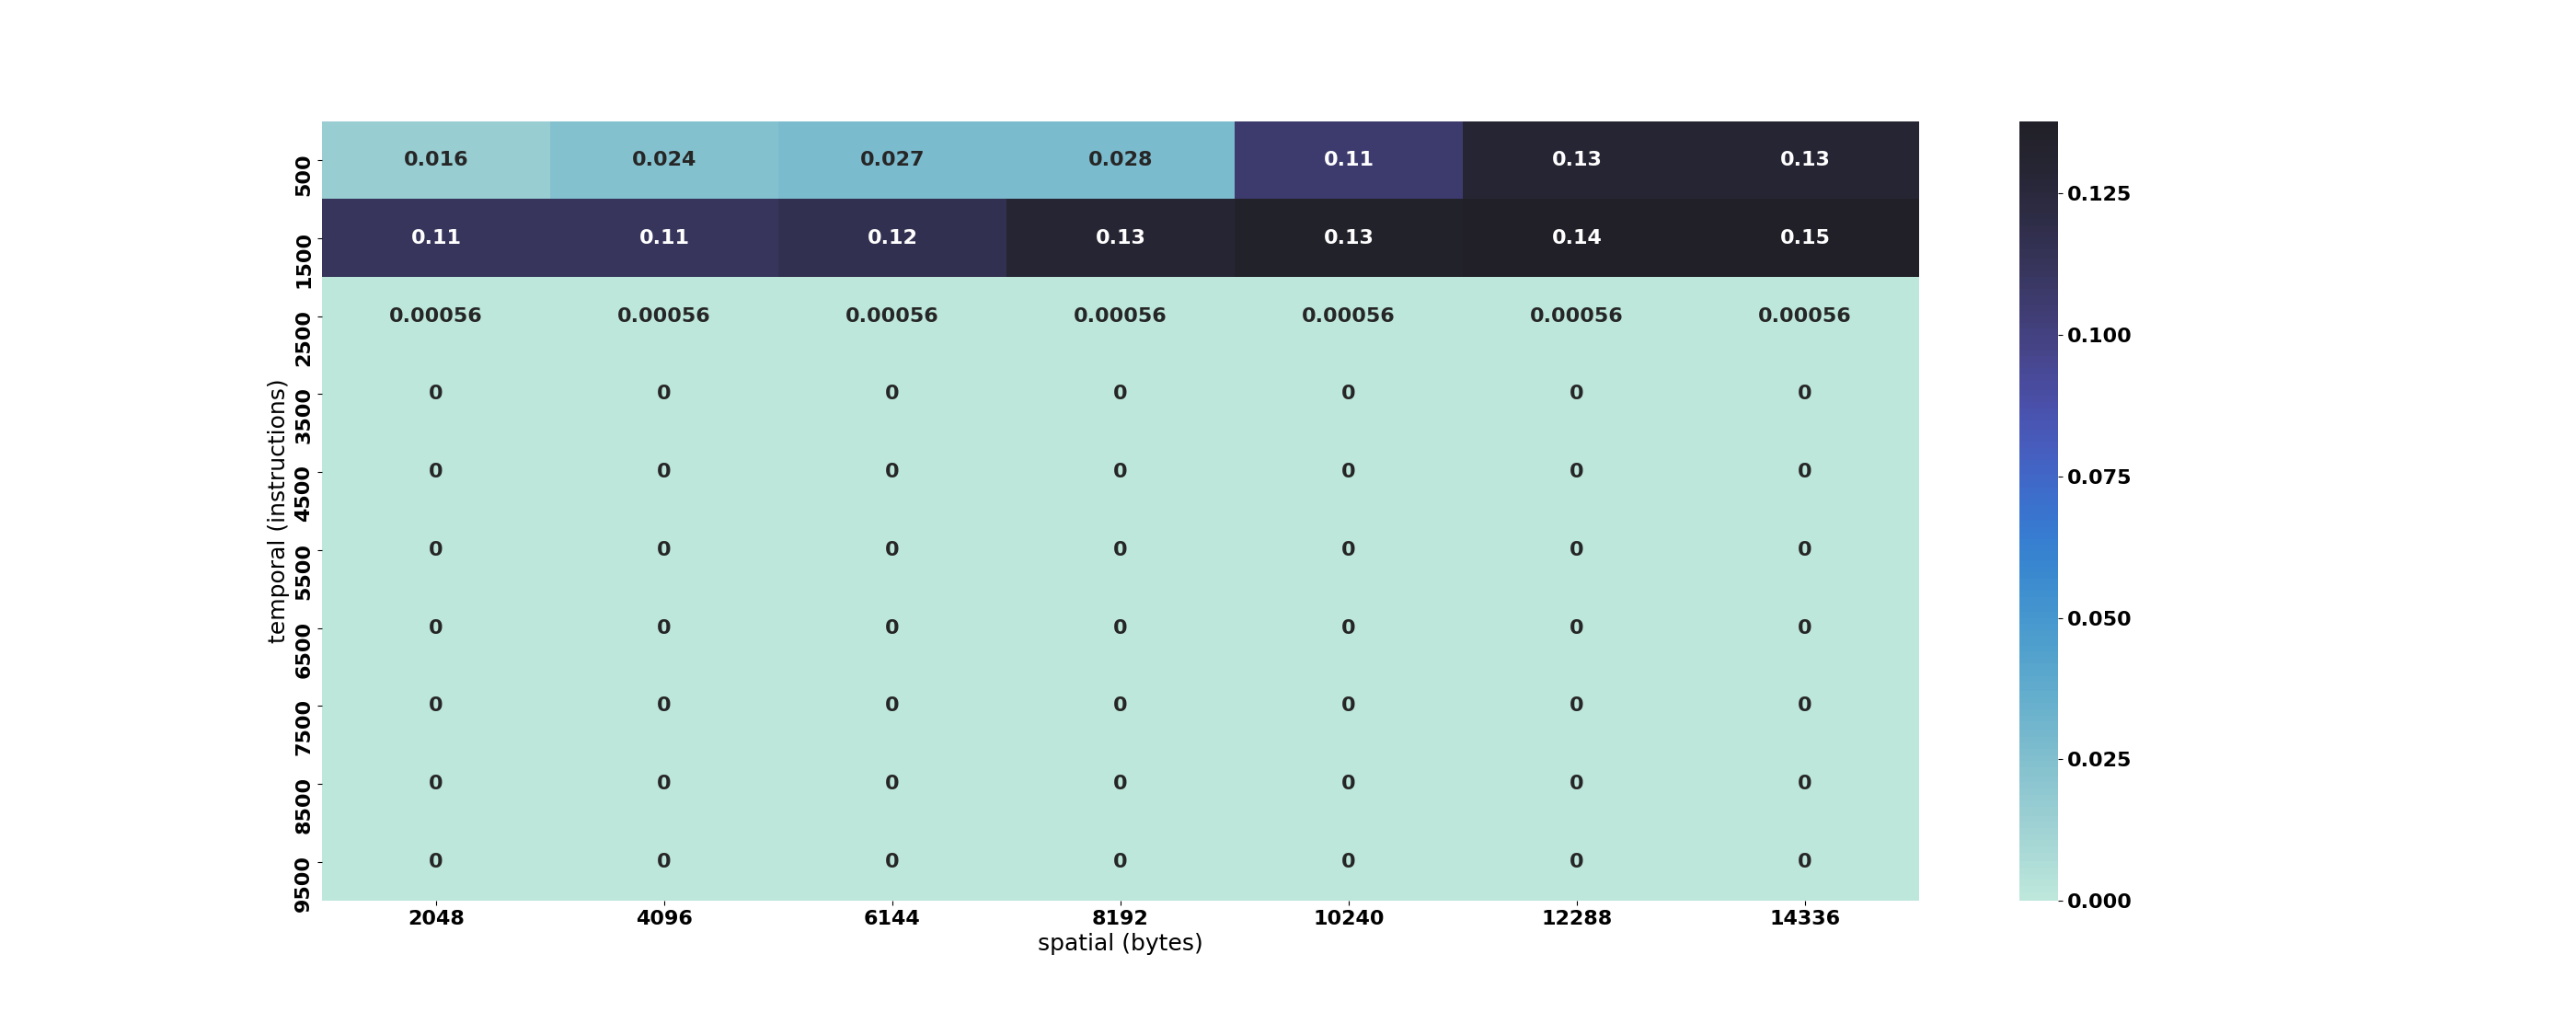 temporal (instructions)
500 0.016 0.024 0.027 0.028 0.11 0.13 0.13
1500 0.11 0.11 0.12 0.13 0.13 0.14 0.15
2500 0.00056 0.00056 0.00056 0.00056 0.00056 0.00056 0.00056
3500 0 0 0 0 0 0 0
4500 0 0 0 0 0 0 0
5500 0 0 0 0 0 0 0
6500 0 0 0 0 0 0 0
7500 0 0 0 0 0 0 0
8500 0 0 0 0 0 0 0
9500 0 0 0 0 0 0 0
2048 4096 6144 8192 10240 12288 14336
spatial (bytes)
0.125
0.100
0.075
0.050
0.025
0.000